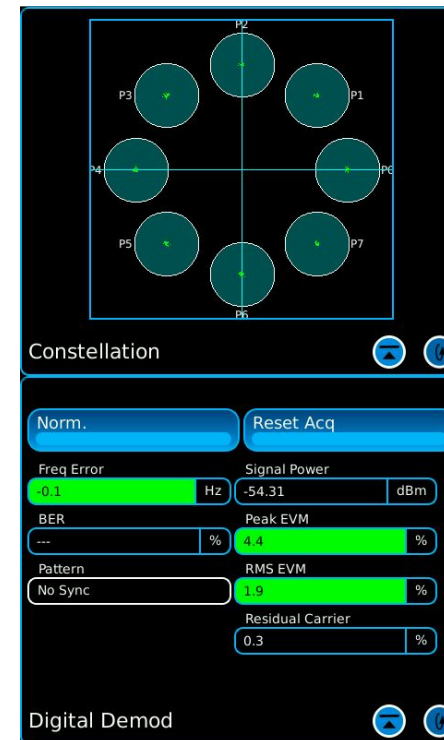 P2
P3
P1
P4
P0
P5
P7
P6
Constellation
Norm.
Reset Acq
Freq Error
Signal Power
-0.1
Hz
-54.31
dBm
BER
Peak EVM
---
%
4.4
%
Pattern
RMS EVM
No Sync
1.9
%
Residual Carrier
0.3
%
Digital Demod